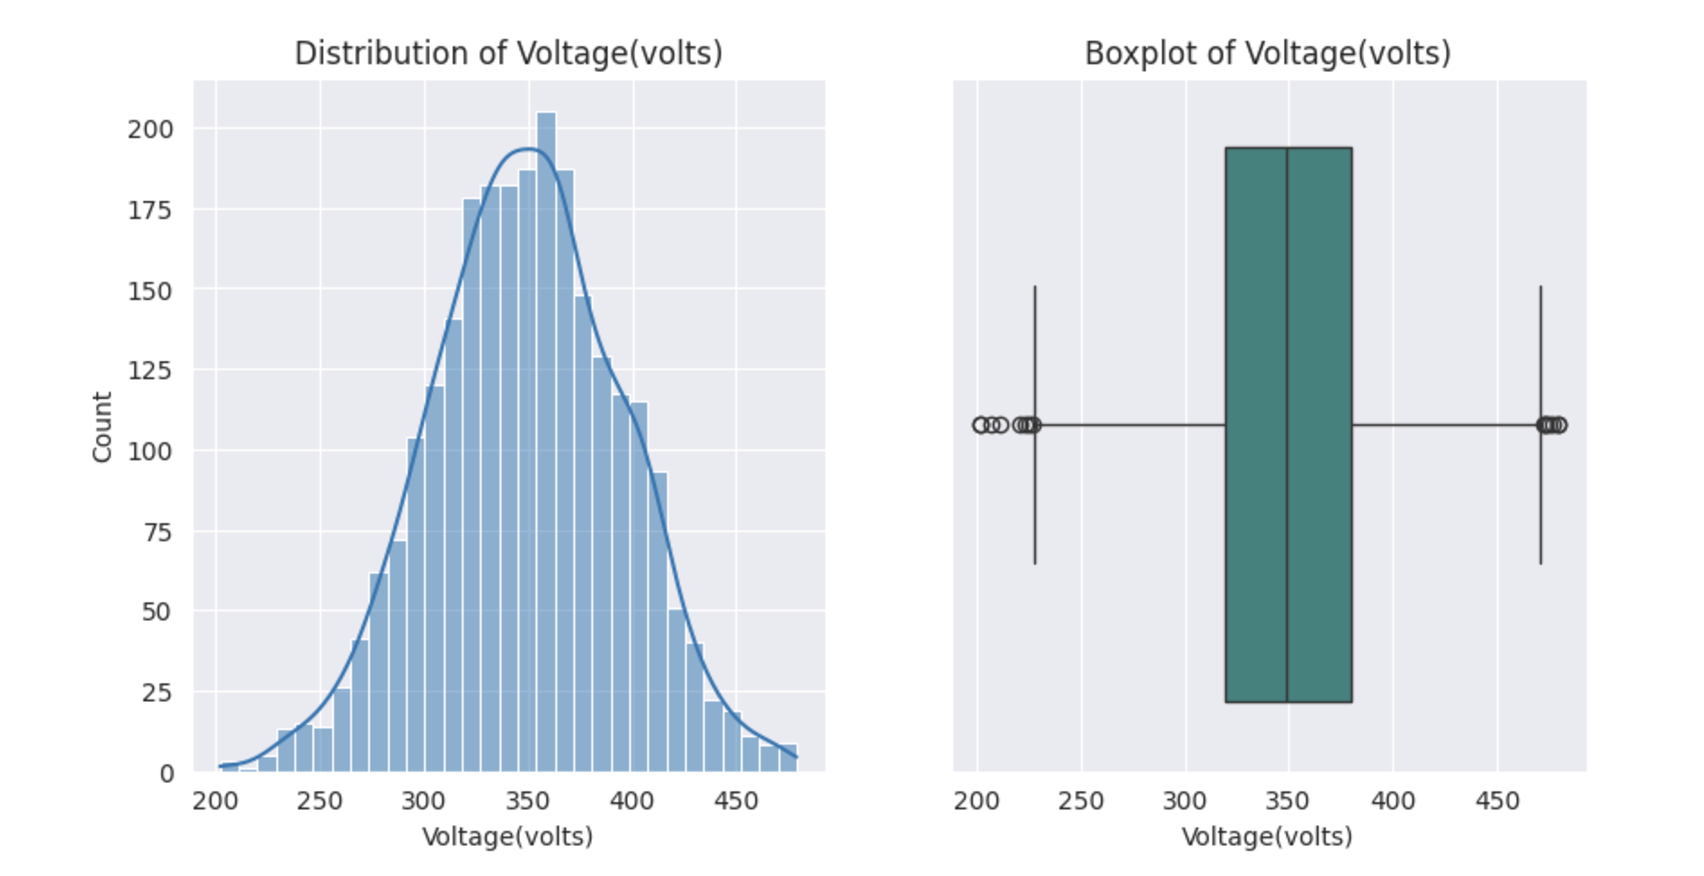 Distribution of Voltage(volts)
200
175
150
125
100
75
50
25
0
Count
200 250 300 350 400 450
Voltage(volts)
Boxplot of Voltage(volts)
200 250 300 350 400 450
Voltage(volts)